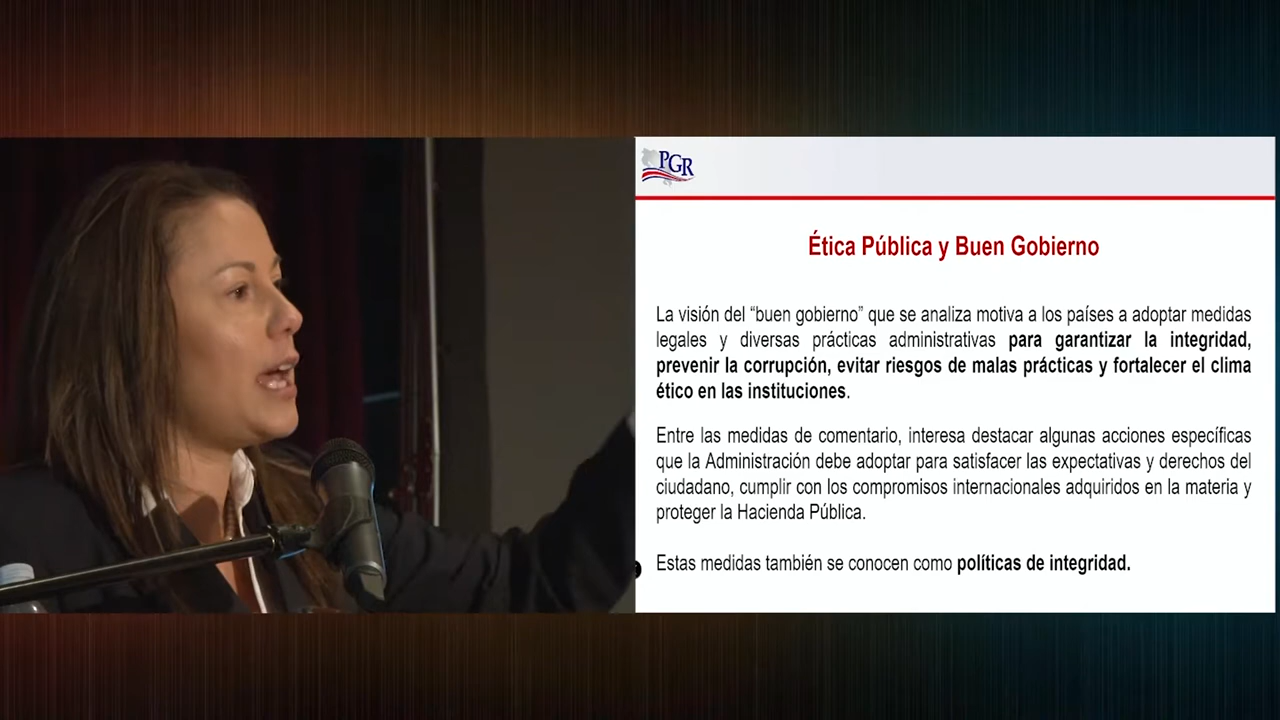 PGR
Ética Pública y Buen Gobierno
La visión del “buen gobierno” que se analiza motiva a los países a adoptar medidas
legales y diversas prácticas administrativas para garantizar la integridad,
prevenir la corrupción, evitar riesgos de malas prácticas y fortalecer el clima
ético en las instituciones.
Entre las medidas de comentario, interesa destacar algunas acciones específicas
que la Administración debe adoptar para satisfacer las expectativas y derechos del
ciudadano, cumplir con los compromisos internacionales adquiridos en la materia y
proteger la Hacienda Pública.
Estas medidas también se conocen como políticas de integridad.